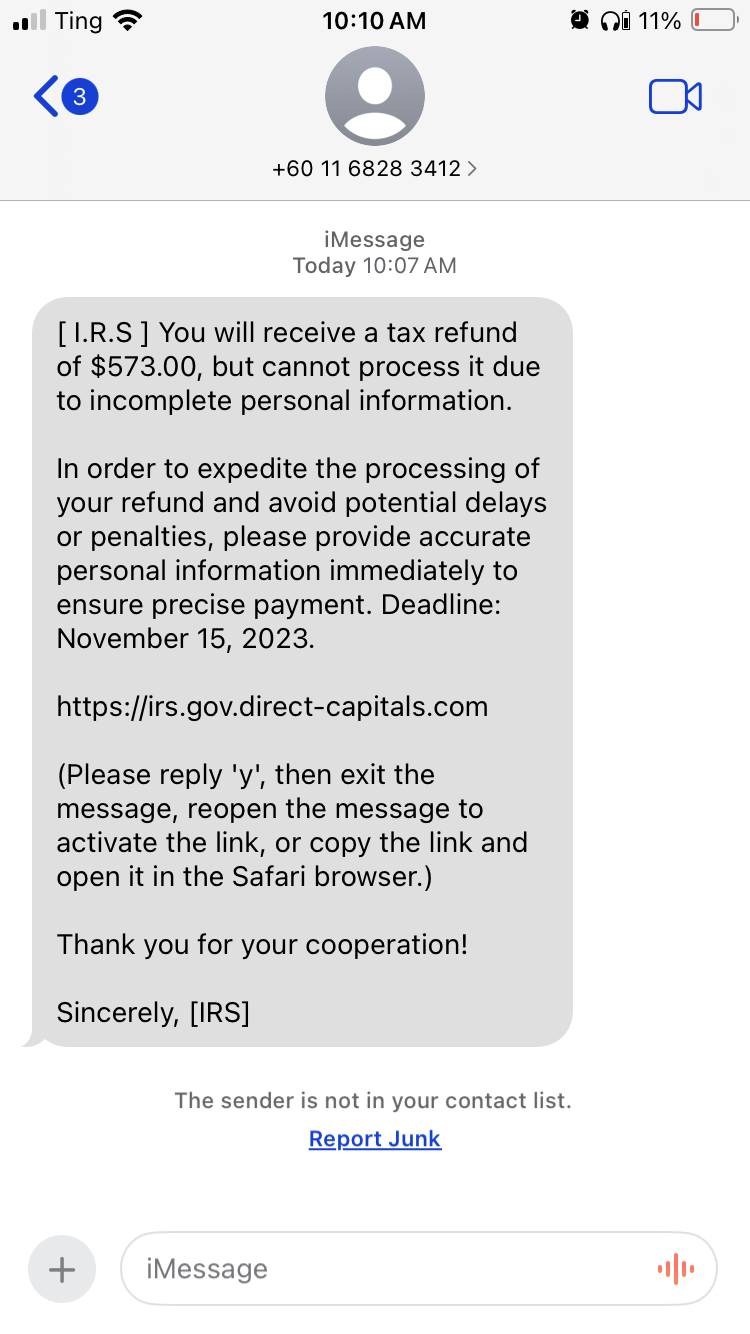 Ting 10:10 AM 11%
3
+60 11 6828 3412 >
iMessage
Today 10:07 AM
[ I.R.S ] You will receive a tax refund
of $573.00, but cannot process it due
to incomplete personal information.
In order to expedite the processing of
your refund and avoid potential delays
or penalties, please provide accurate
personal information immediately to
ensure precise payment. Deadline:
November 15, 2023.
https://irs.gov.direct-capitals.com
(Please reply 'y', then exit the
message, reopen the message to
activate the link, or copy the link and
open it in the Safari browser.)
Thank you for your cooperation!
Sincerely, [IRS]
The sender is not in your contact list.
Report Junk
iMessage